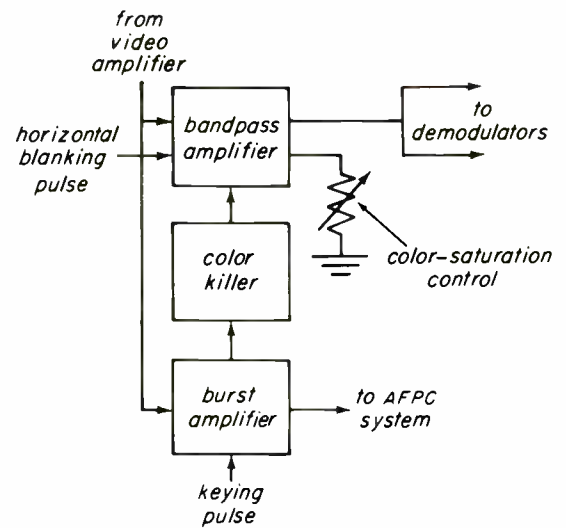 from
video
amplifier
horizontal
blanking
pulse
bandpass
amplifier
to
demodulators
color
killer
color-saturation
control
burst
amplifier
to AFPC
system
keying
pulse